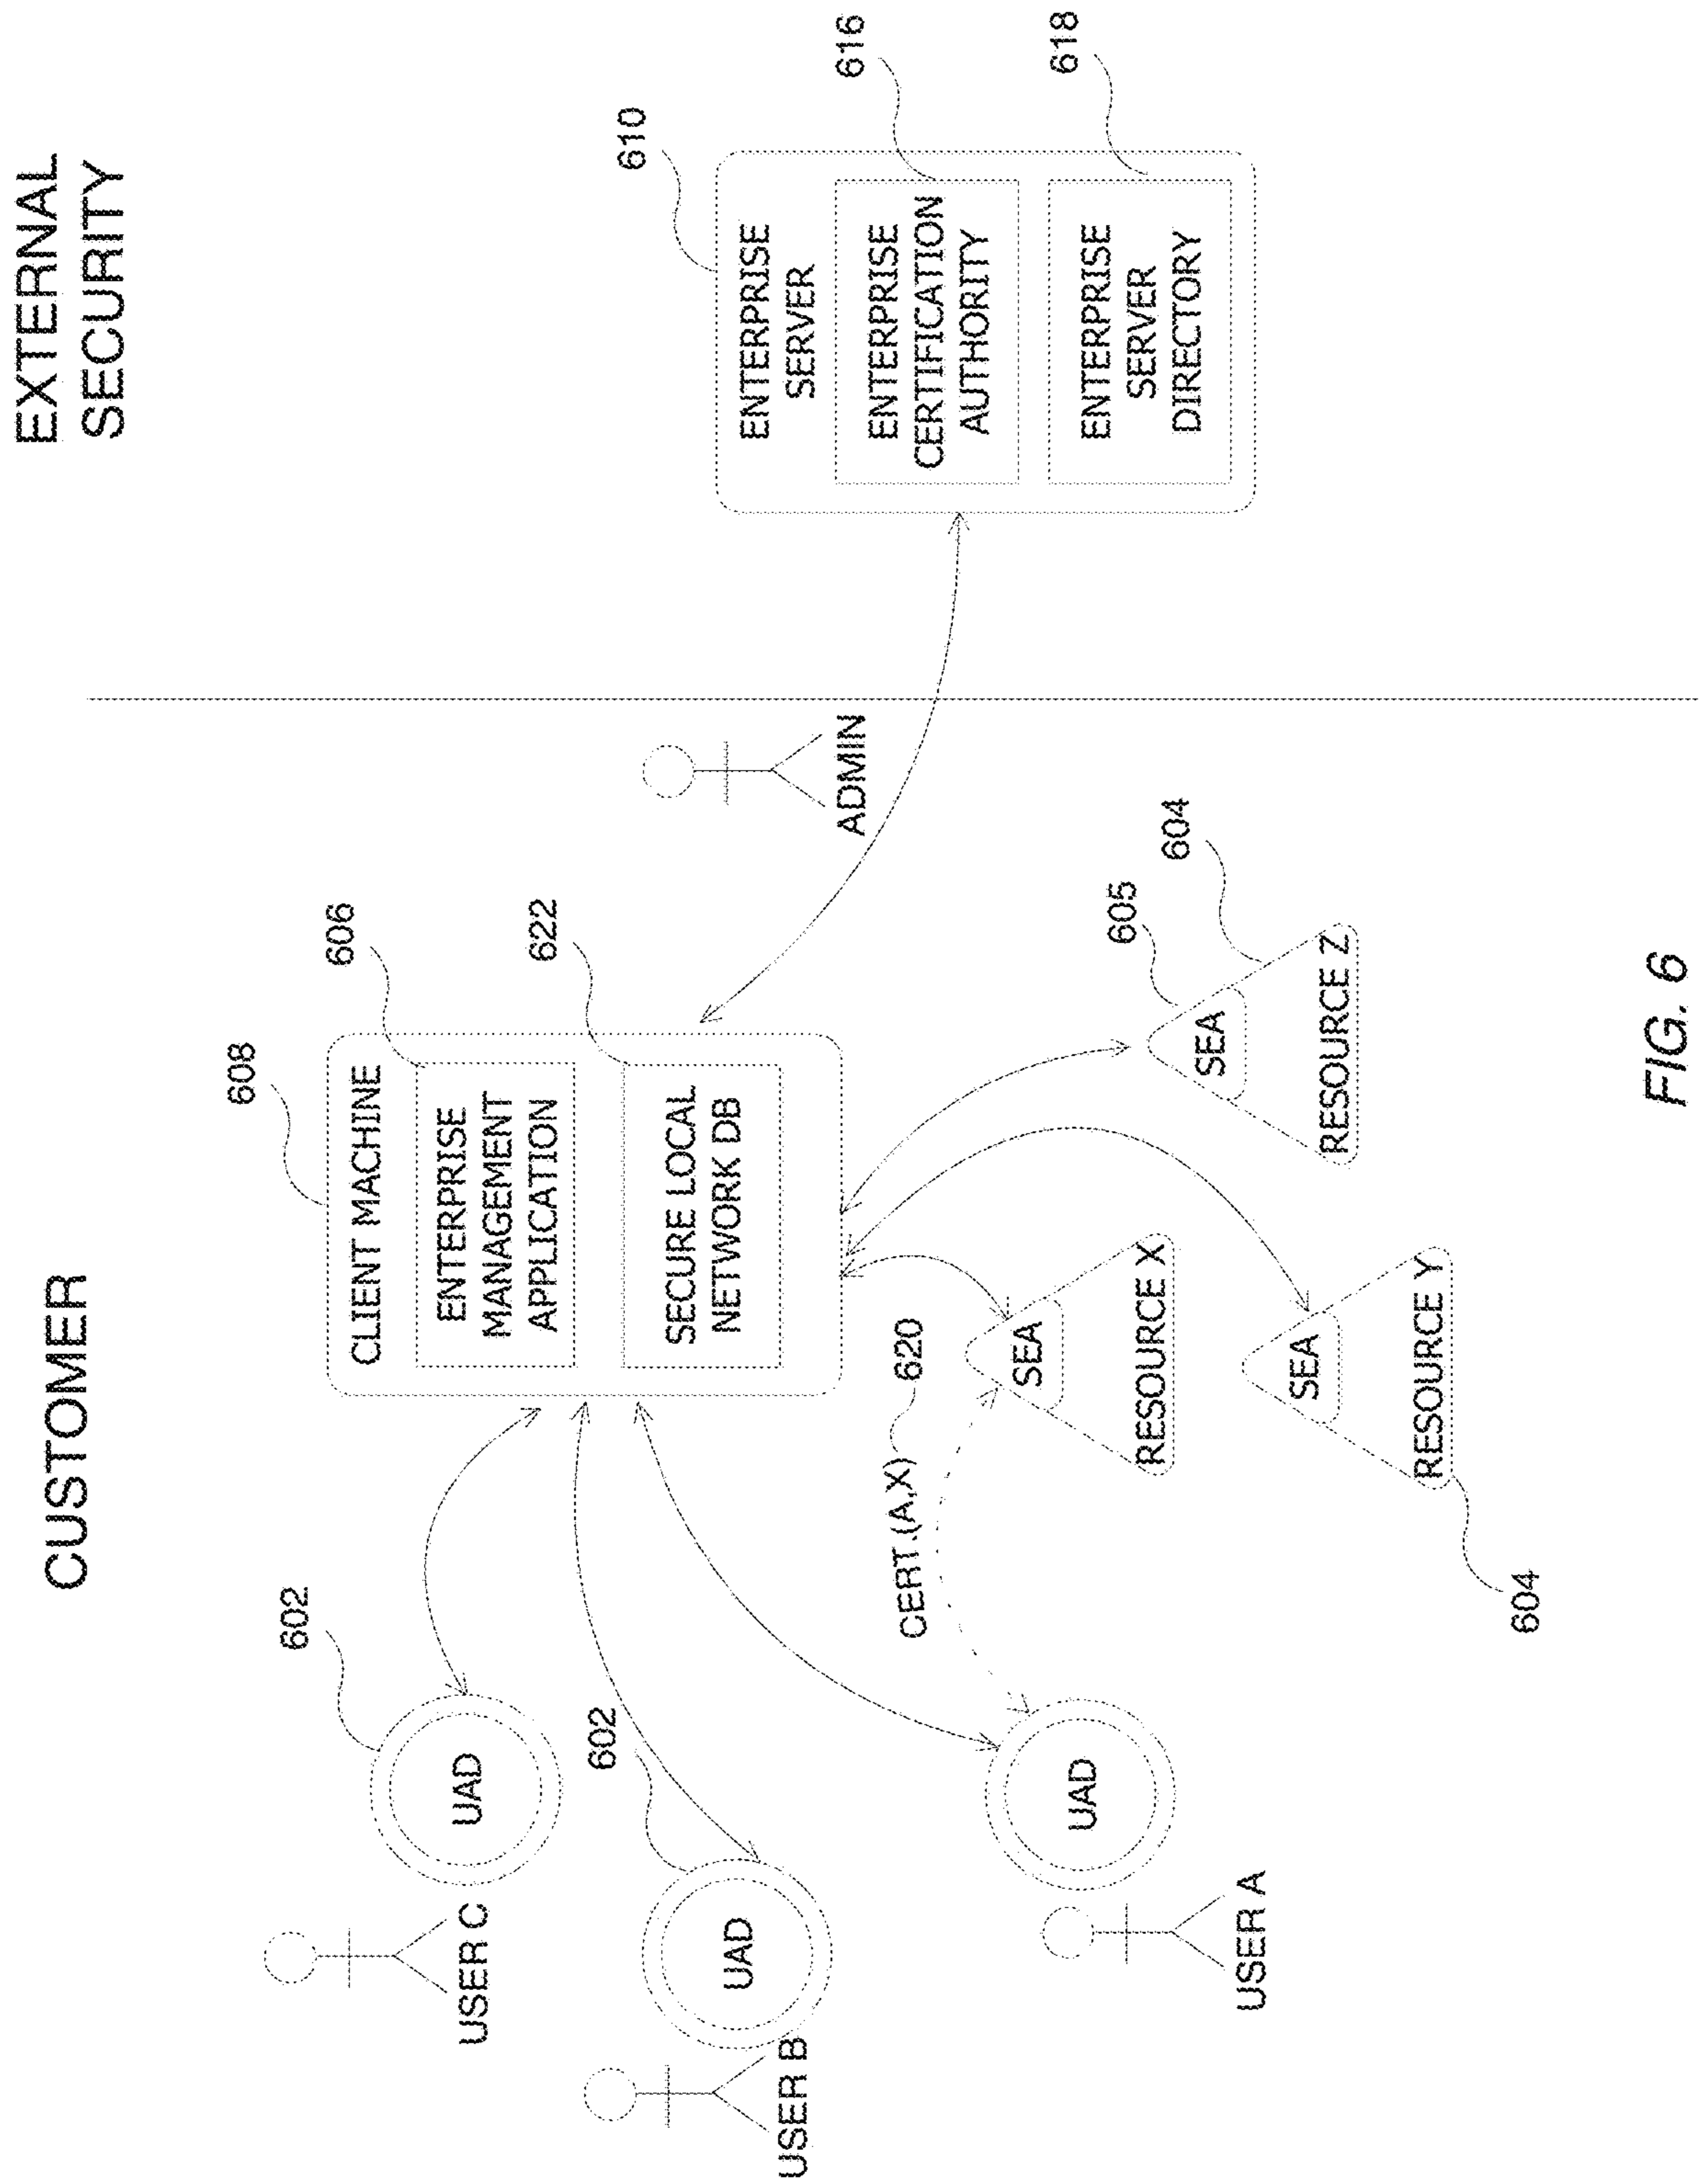 CUSTOMER
EXTERNAL
SECURITY
608
CLIENT MACHINE
606
ENTERPRISE
MANAGEMENT
APPLICATION
622
SECURE LOCAL
NETWORK DB
ADMIN
610
ENTERPRISE
SERVER
616
ENTERPRISE
CERTIFICATION
AUTHORITY
618
ENTERPRISE
SERVER
DIRECTORY
602
UAD
USER C
602
UAD
USER B
UAD
USER A
CERT.(A,X)
620
SEA
RESOURCE X
SEA
RESOURCE Y
604
605
604
SEA
RESOURCE Z
FIG. 6